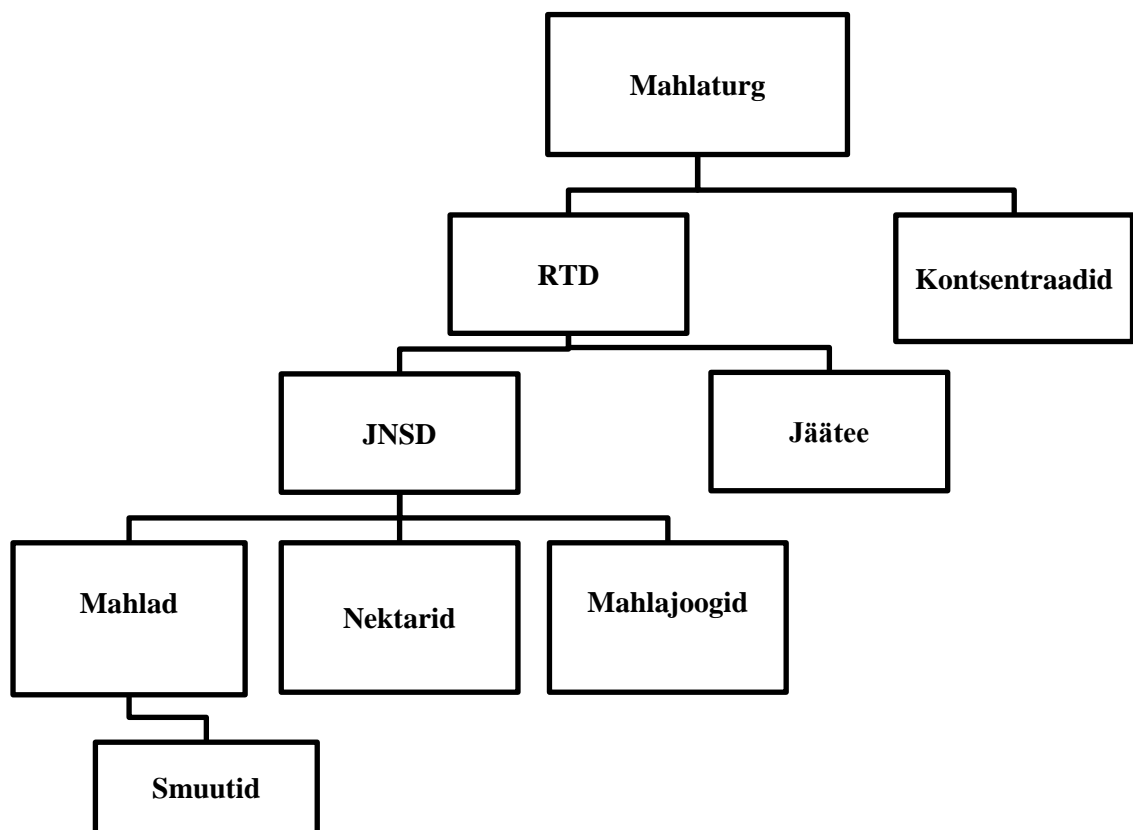 Mahlaturg
RTD
Kontsentraadid
JNSD
Jäätee
Mahlad
Nektarid
Mahlajoogid
Smuutid